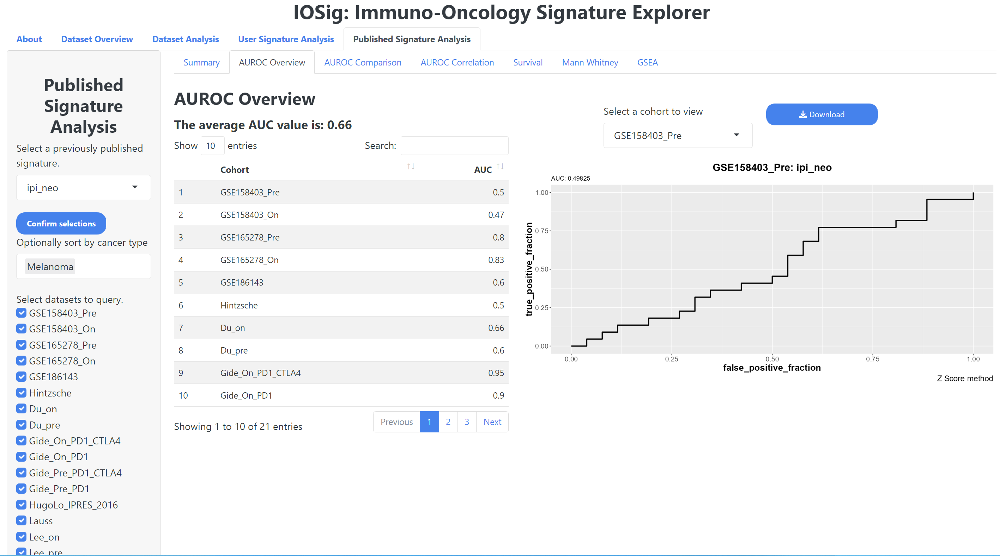 IOSig: Immuno-Oncology Signature Explorer
About Dataset Overview Dataset Analysis User Signature Analysis Published Signature Analysis
Published
Signature
Analysis
Select a previously published
signature.
ipi_neo
Confirm selections
Optionally sort by cancer type
Melanoma
Select datasets to query.
GSE158403_Pre
GSE158403_On
GSE165278_Pre
GSE165278_On
GSE186143
Hintzsche
Du_on
Du_pre
Gide_On_PD1_CTLA4
Gide_On_PD1
Gide_Pre_PD1_CTLA4
Gide_Pre_PD1
HugoLo_IPRES_2016
Lauss
Lee_on
Lee_pre
Summary AUROC Overview AUROC Comparison AUROC Correlation Survival Mann Whitney GSEA
AUROC Overview
The average AUC value is: 0.66
Show 10 entries Search:
Cohort AUC
1 GSE158403_Pre 0.5
2 GSE158403_On 0.47
3 GSE165278_Pre 0.8
4 GSE165278_On 0.83
5 GSE186143 0.6
6 Hintzsche 0.5
7 Du_on 0.66
8 Du_pre 0.6
9 Gide_On_PD1_CTLA4 0.95
10 Gide_On_PD1 0.9
Showing 1 to 10 of 21 entries
Previous 1 2 3 Next
Select a cohort to view
GSE158403_Pre
Download
GSE158403_Pre: ipi_neo
AUC: 0.49825
true_positive_fraction
1.00
0.75
0.50
0.25
0.00
0.00 0.25 0.50 0.75 1.00
false_positive_fraction
Z Score method